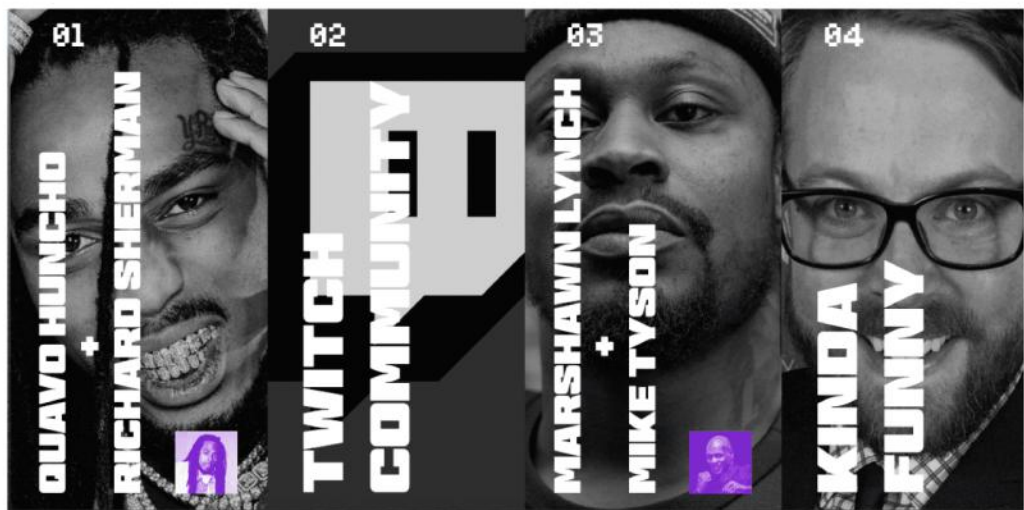 01
QUAVO HUNCHO
+
RICHARD SHERMAN
02
TWITCH
COMMUNITY
03
MARSHAWN LYNCH
+
MIKE TYSON
04
KINDA
FUNNY